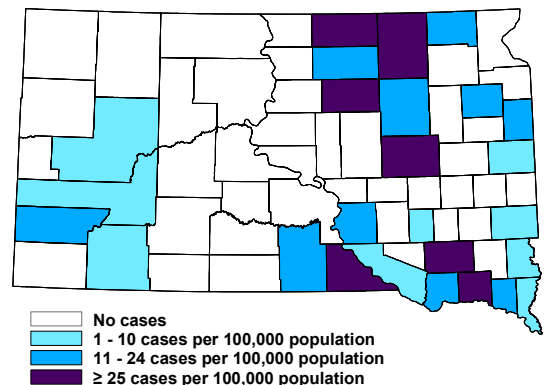 No cases
1 - 10 cases per 100,000 population
11 - 24 cases per 100,000 population
≥ 25 cases per 100,000 population